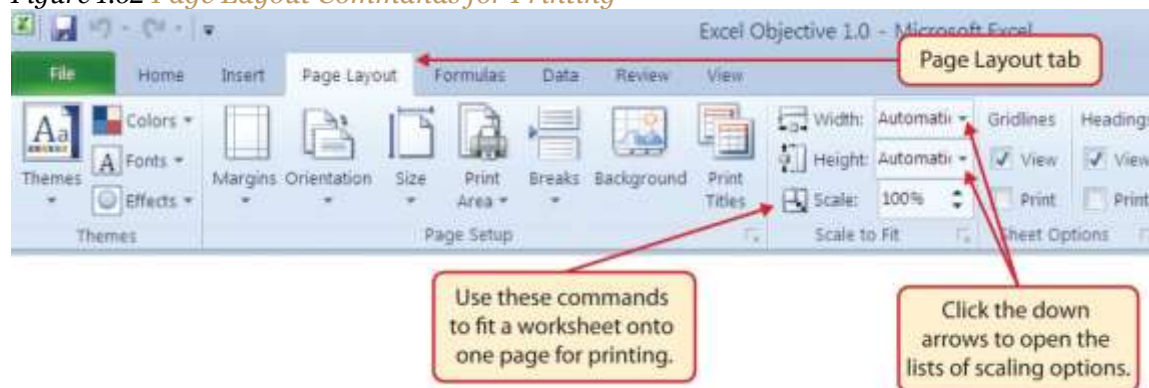 Figure 1.62 Page Layout Commands for Printing
Excel Objective 1.0 - Microsoft Excel
Page Layout tab
File Home Insert Page Layout Formulas Data Review View
Themes
Colors
Fonts
Effects
Margins
Orientation
Size
Print Area
Breaks
Background
Print Titles
Width: Automatic
Height: Automatic
Scale: 100%
Gridlines
View
Print
Headings
View
Print
Themes
Page Setup
Scale to Fit
Sheet Options
Use these commands
to fit a worksheet onto
one page for printing.
Click the down
arrows to open the
lists of scaling options.